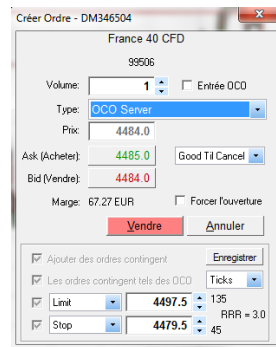 Créer Ordre - DM346504
France 40 CFD
99506
Volume: 1 Entrée OCO
Type: OCO Server
Prix: 4484.0
Ask (Acheter): 4485.0 Good Til Cancel
Bid (Vendre): 4484.0
Marge: 67.27 EUR Forcer l'ouverture
Vendre Annuler
Ajouter des ordres contingent Enregistrer
Les ordres contingent tels des OCO Ticks
Limit 4497.5 135
RRR = 3.0
Stop 4479.5 45